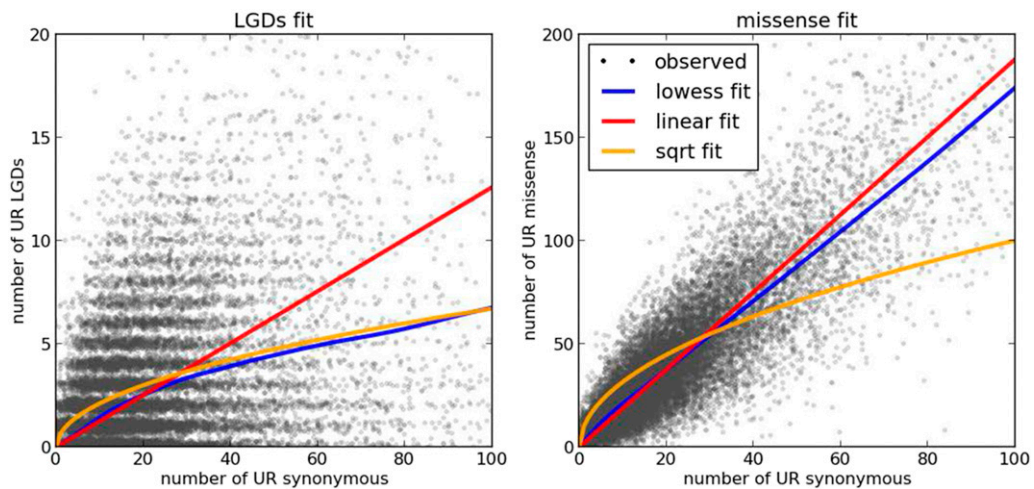 LGDs fit
20
15
10
5
0
number of UR LGDs
0
20
40
60
80
100
number of UR synonymous
missense fit
200
150
100
50
0
number of UR missense
observed
lowess fit
linear fit
sqrt fit
0
20
40
60
80
100
number of UR synonymous